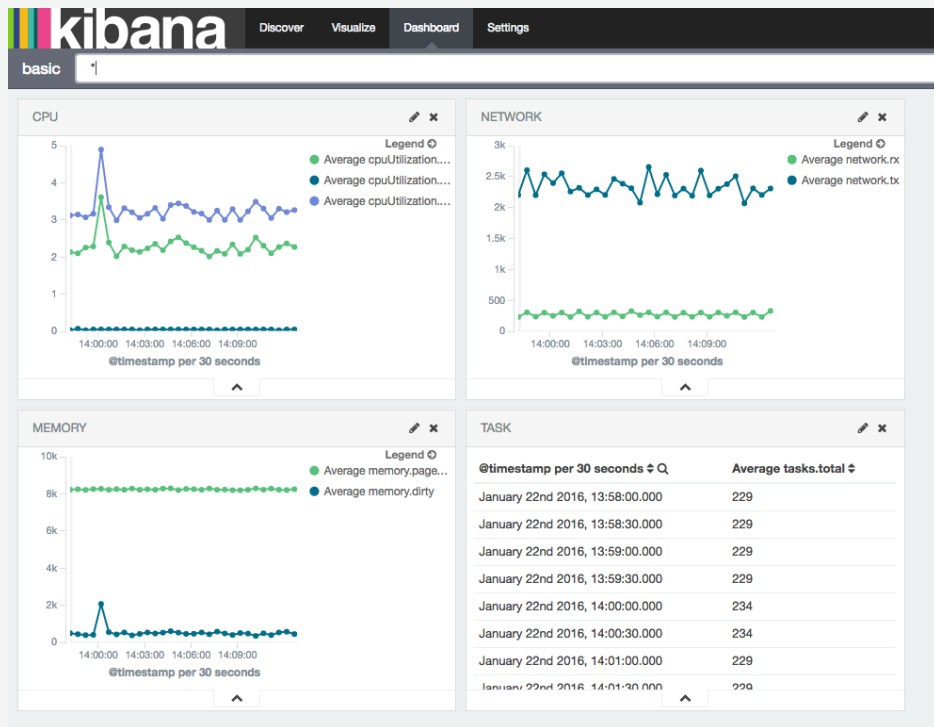 kibana Discover Visualize Dashboard Settings
basic *
CPU
Legend
Average cpuUtilization....
Average cpuUtilization....
Average cpuUtilization....
5
4
3
2
1
0
14:00:00 14:03:00 14:06:00 14:09:00
@timestamp per 30 seconds
NETWORK
Legend
Average network.rx
Average network.tx
3k
2.5k
2k
1.5k
1k
500
0
14:00:00 14:03:00 14:06:00 14:09:00
@timestamp per 30 seconds
MEMORY
Legend
Average memory.page...
Average memory.dirty
10k
8k
6k
4k
2k
0
14:00:00 14:03:00 14:06:00 14:09:00
@timestamp per 30 seconds
TASK
@timestamp per 30 seconds Average tasks.total
January 22nd 2016, 13:58:00.000 229
January 22nd 2016, 13:58:30.000 229
January 22nd 2016, 13:59:00.000 229
January 22nd 2016, 13:59:30.000 229
January 22nd 2016, 14:00:00.000 234
January 22nd 2016, 14:00:30.000 234
January 22nd 2016, 14:01:00.000 229
January 22nd 2016, 14:01:30.000 229